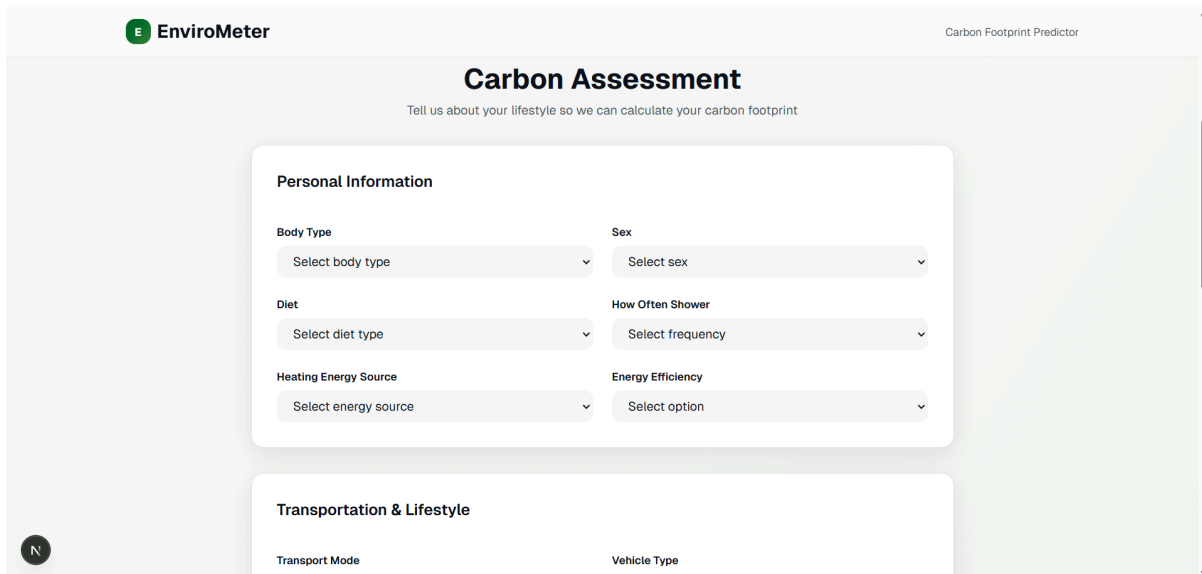 E EnviroMeter
Carbon Footprint Predictor
Carbon Assessment
Tell us about your lifestyle so we can calculate your carbon footprint
Personal Information
Body Type
Sex
Select body type
Select sex
Diet
How Often Shower
Select diet type
Select frequency
Heating Energy Source
Energy Efficiency
Select energy source
Select option
Transportation & Lifestyle
N
Transport Mode
Vehicle Type